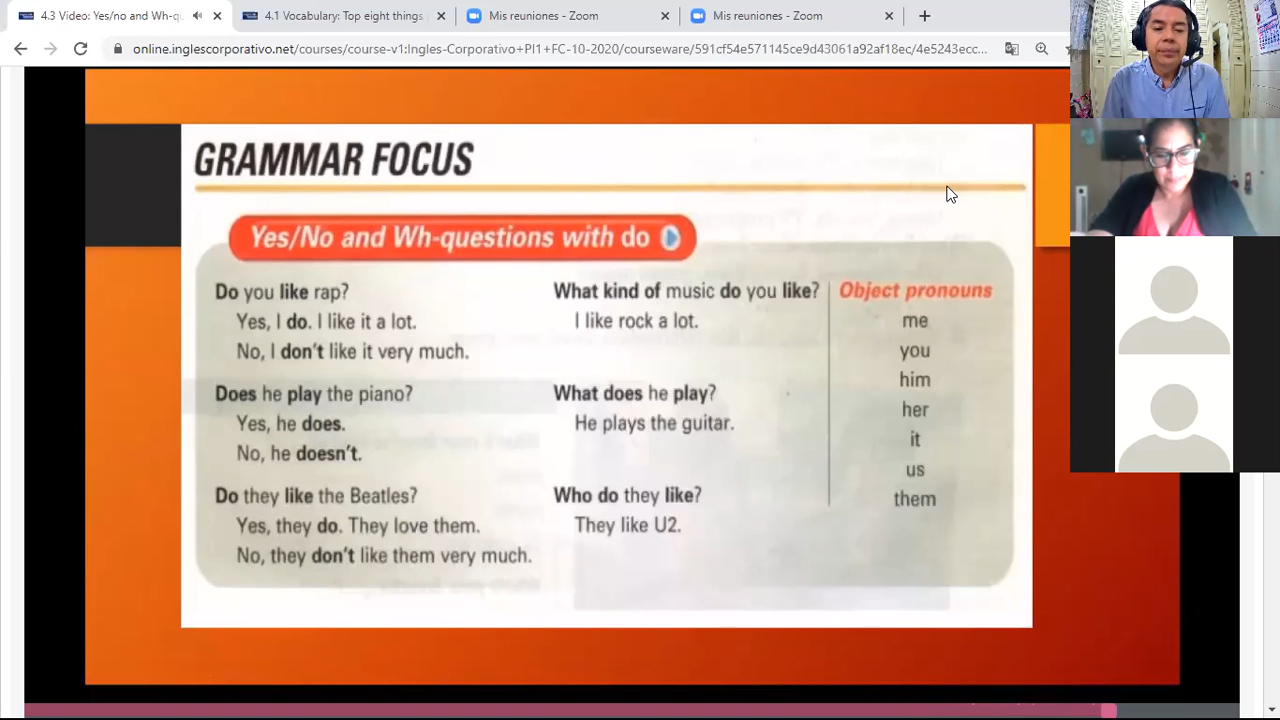 4.3 Video: Yes/no and Wh-qu
4.1 Vocabulary: Top eight things
Mis reuniones - Zoom
Mis reuniones - Zoom
online.inglescorporativo.net/courses/course-v1:Ingles-Corporativo+PI1+FC-10-2020/courseware/591cf54e571145ce9d43061a92af18ec/4e5243ecc...
GRAMMAR FOCUS
Yes/No and Wh-questions with do
Do you like rap?
Yes, I do. I like it a lot.
No, I don't like it very much.
Does he play the piano?
Yes, he does.
No, he doesn't.
Do they like the Beatles?
Yes, they do. They love them.
No, they don't like them very much.
What kind of music do you like?
I like rock a lot.
What does he play?
He plays the guitar.
Who do they like?
They like U2.
Object pronouns
me
you
him
her
it
us
them